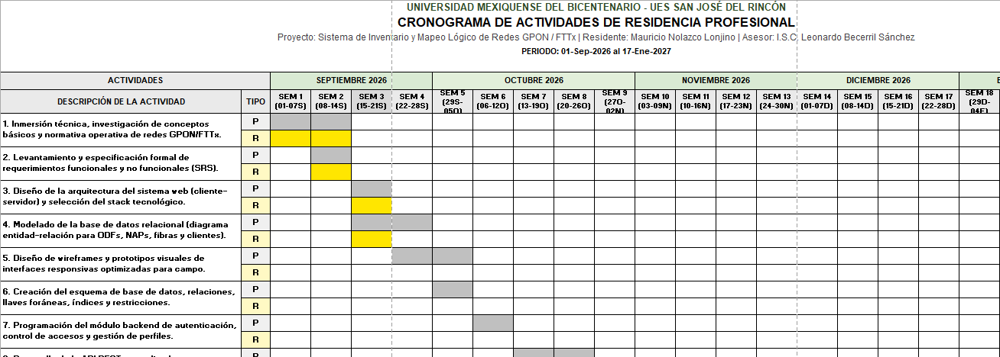 UNIVERSIDAD MEXIQUENSE DEL BICENTENARIO - UES SAN JOSÉ DEL RINCÓN
CRONOGRAMA DE ACTIVIDADES DE RESIDENCIA PROFESIONAL
Proyecto: Sistema de Inventario y Mapeo Lógico de Redes GPON / FTTx | Residente: Mauricio Nolazco Lonjino | Asesor: I.S.C. Leonardo Becerril Sánchez
PERIODO: 01-Sep-2026 al 17-Ene-2027
ACTIVIDADES SEPTIEMBRE 2026 OCTUBRE 2026 NOVIEMBRE 2026 DICIEMBRE 2026 E
DESCRIPCIÓN DE LA ACTIVIDAD TIPO
SEM 1
(01-07S)
SEM 2
(08-14S)
SEM 3
(15-21S)
SEM 4
(22-28S)
SEM 5
(29S-
05O)
SEM 6
(06-12O)
SEM 7
(13-19O)
SEM 8
(20-26O)
SEM 9
(27O-
02N)
SEM 10
(03-09N)
SEM 11
(10-16N)
SEM 12
(17-23N)
SEM 13
(24-30N)
SEM 14
(01-07D)
SEM 15
(08-14D)
SEM 16
(15-21D)
SEM 17
(22-28D)
SEM 18
(29D-
04E)
1. Inmersión técnica, investigación de conceptos
básicos y normativa operativa de redes GPON/FTTx.
P
R
2. Levantamiento y especificación formal de
requerimientos funcionales y no funcionales (SRS).
P
R
3. Diseño de la arquitectura del sistema web (cliente-
servidor) y selección del stack tecnológico.
P
R
4. Modelado de la base de datos relacional (diagrama
entidad-relación para ODFs, NAPs, fibras y clientes).
P
R
5. Diseño de wireframes y prototipos visuales de
interfaces responsivas optimizadas para campo.
P
R
6. Creación del esquema de base de datos, relaciones,
llaves foráneas, índices y restricciones.
P
R
7. Programación del módulo backend de autenticación,
control de accesos y gestión de perfiles.
P
R
P